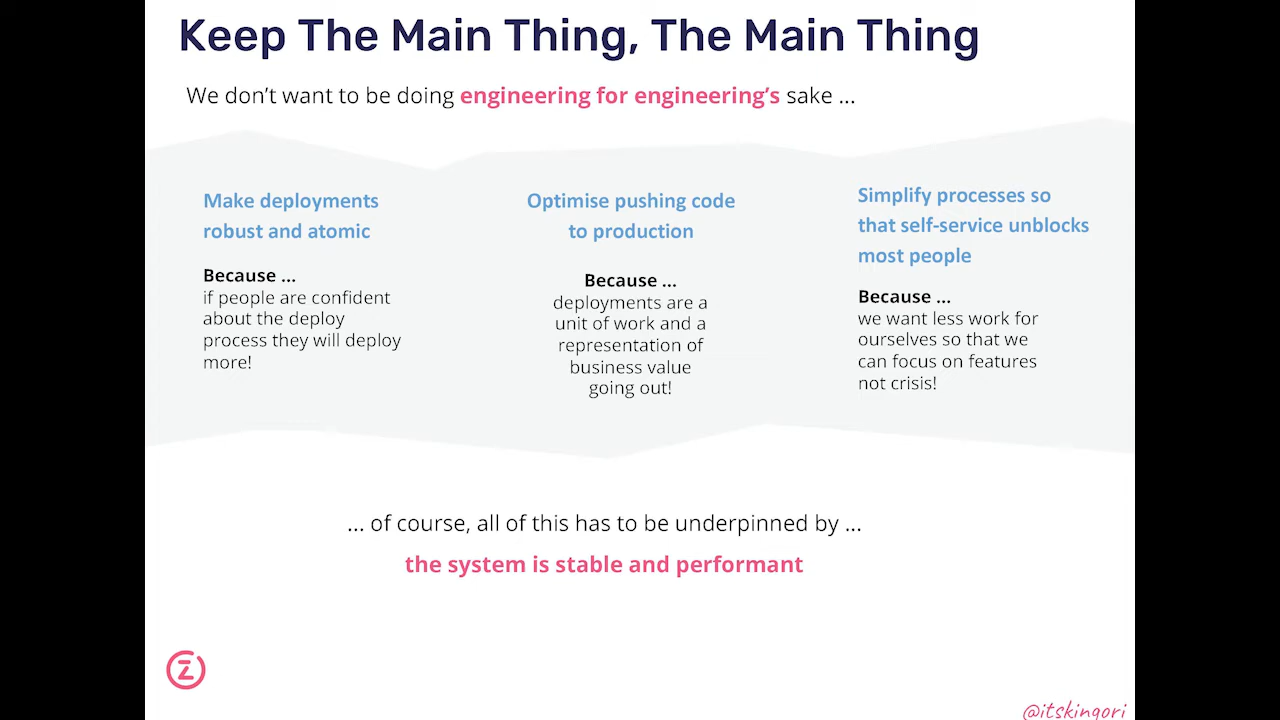 Keep The Main Thing, The Main Thing
We don’t want to be doing engineering for engineering’s sake ...
Make deployments
robust and atomic
Because ...
if people are confident
about the deploy
process they will deploy
more!
Optimise pushing code
to production
Because ...
deployments are a
unit of work and a
representation of
business value
going out!
Simplify processes so
that self-service unblocks
most people
Because ...
we want less work for
ourselves so that we
can focus on features
not crisis!
... of course, all of this has to be underpinned by ...
the system is stable and performant
Z
@itskingori